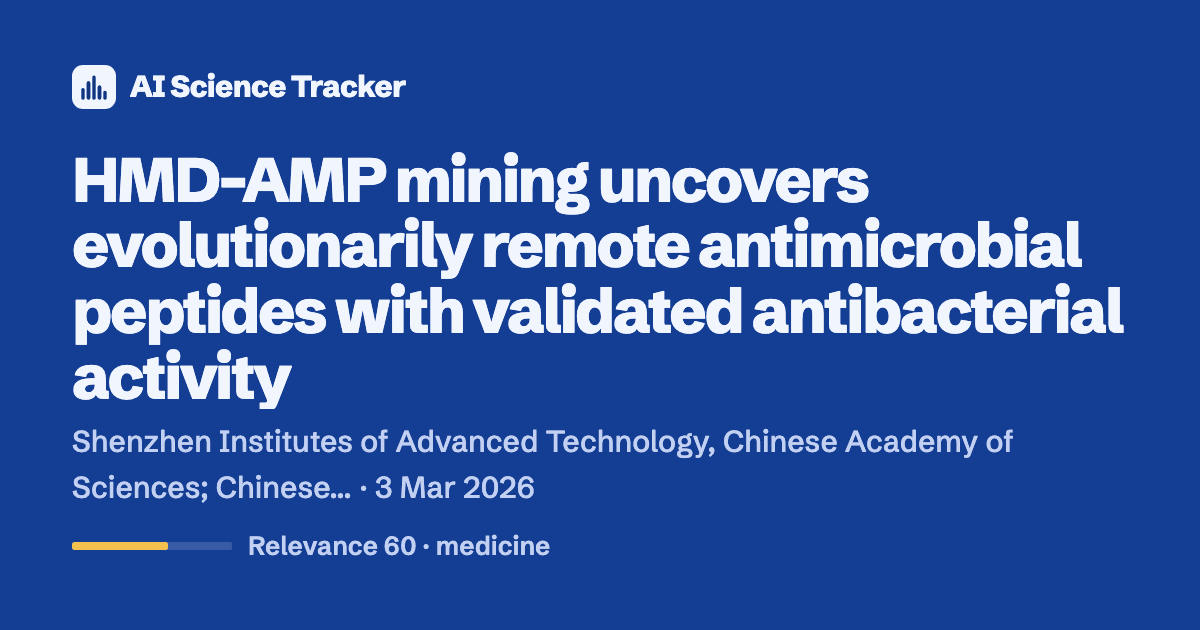 AI Science Tracker
HMD-AMP mining uncovers
evolutionarily remote antimicrobial
peptides with validated antibacterial
activity
Shenzhen Institutes of Advanced Technology, Chinese Academy of
Sciences; Chinese... · 3 Mar 2026
Relevance 60 · medicine